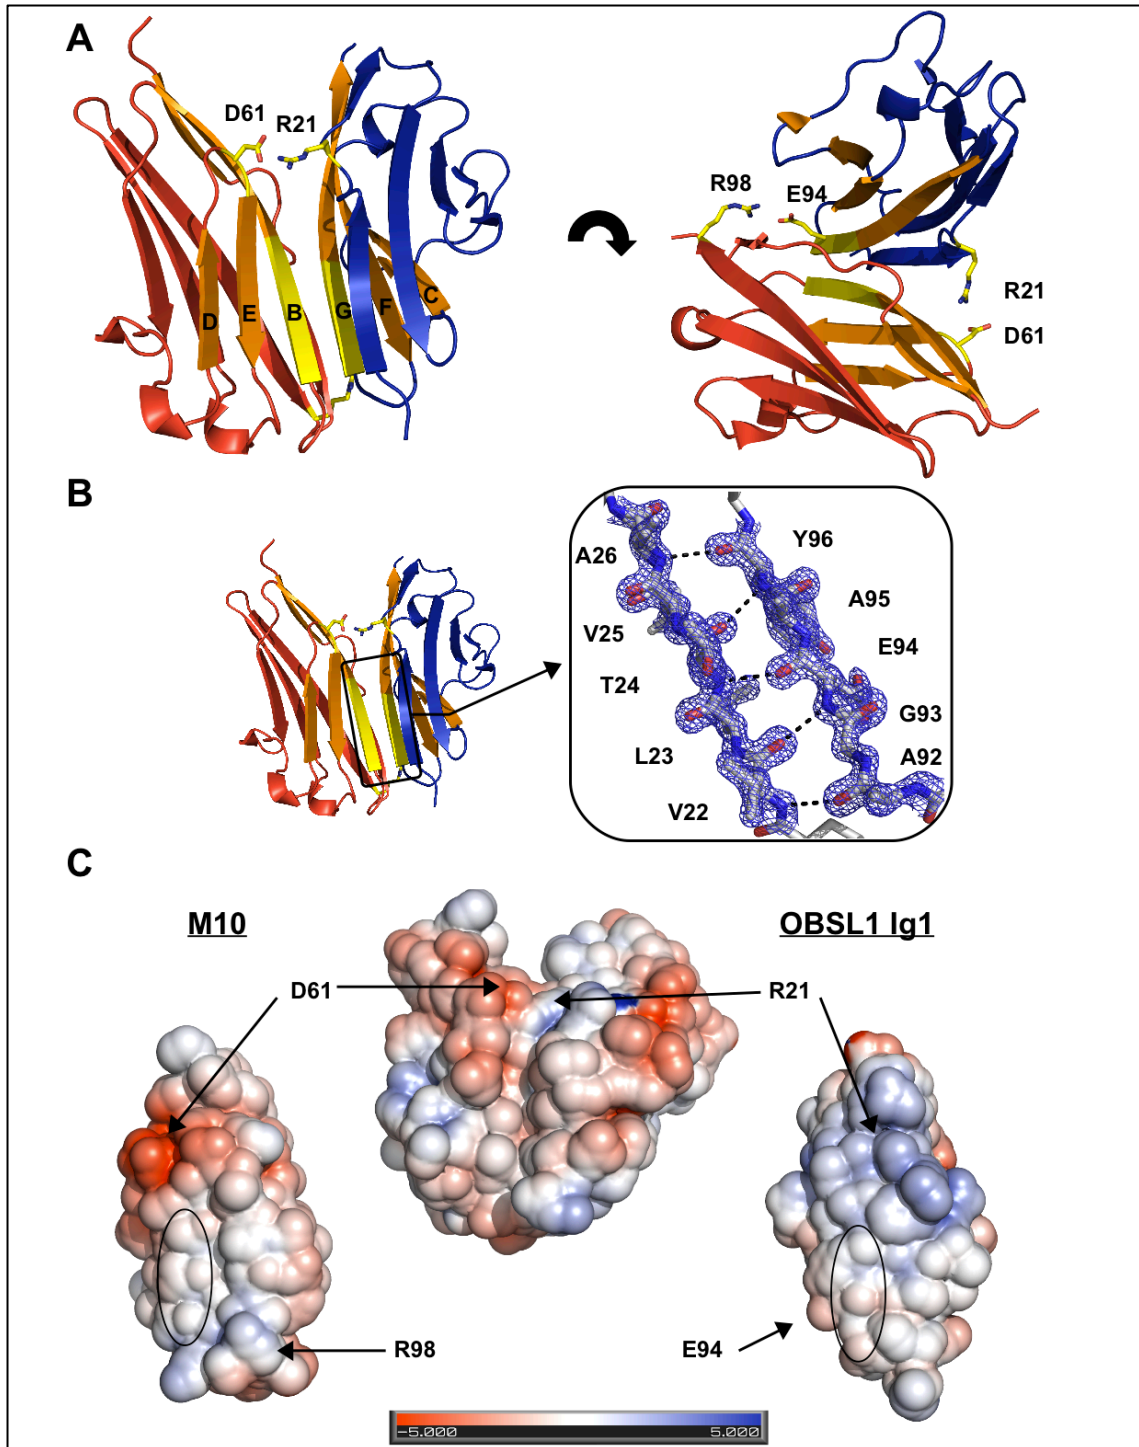 A
D61
R21
D
E
B
G
F
C
R98
E94
R21
D61
B
A26
Y96
V25
A95
T24
E94
L23
G93
V22
A92
C
M10
OBSL1 Ig1
D61
R21
R98
E94
-5.000
5.000